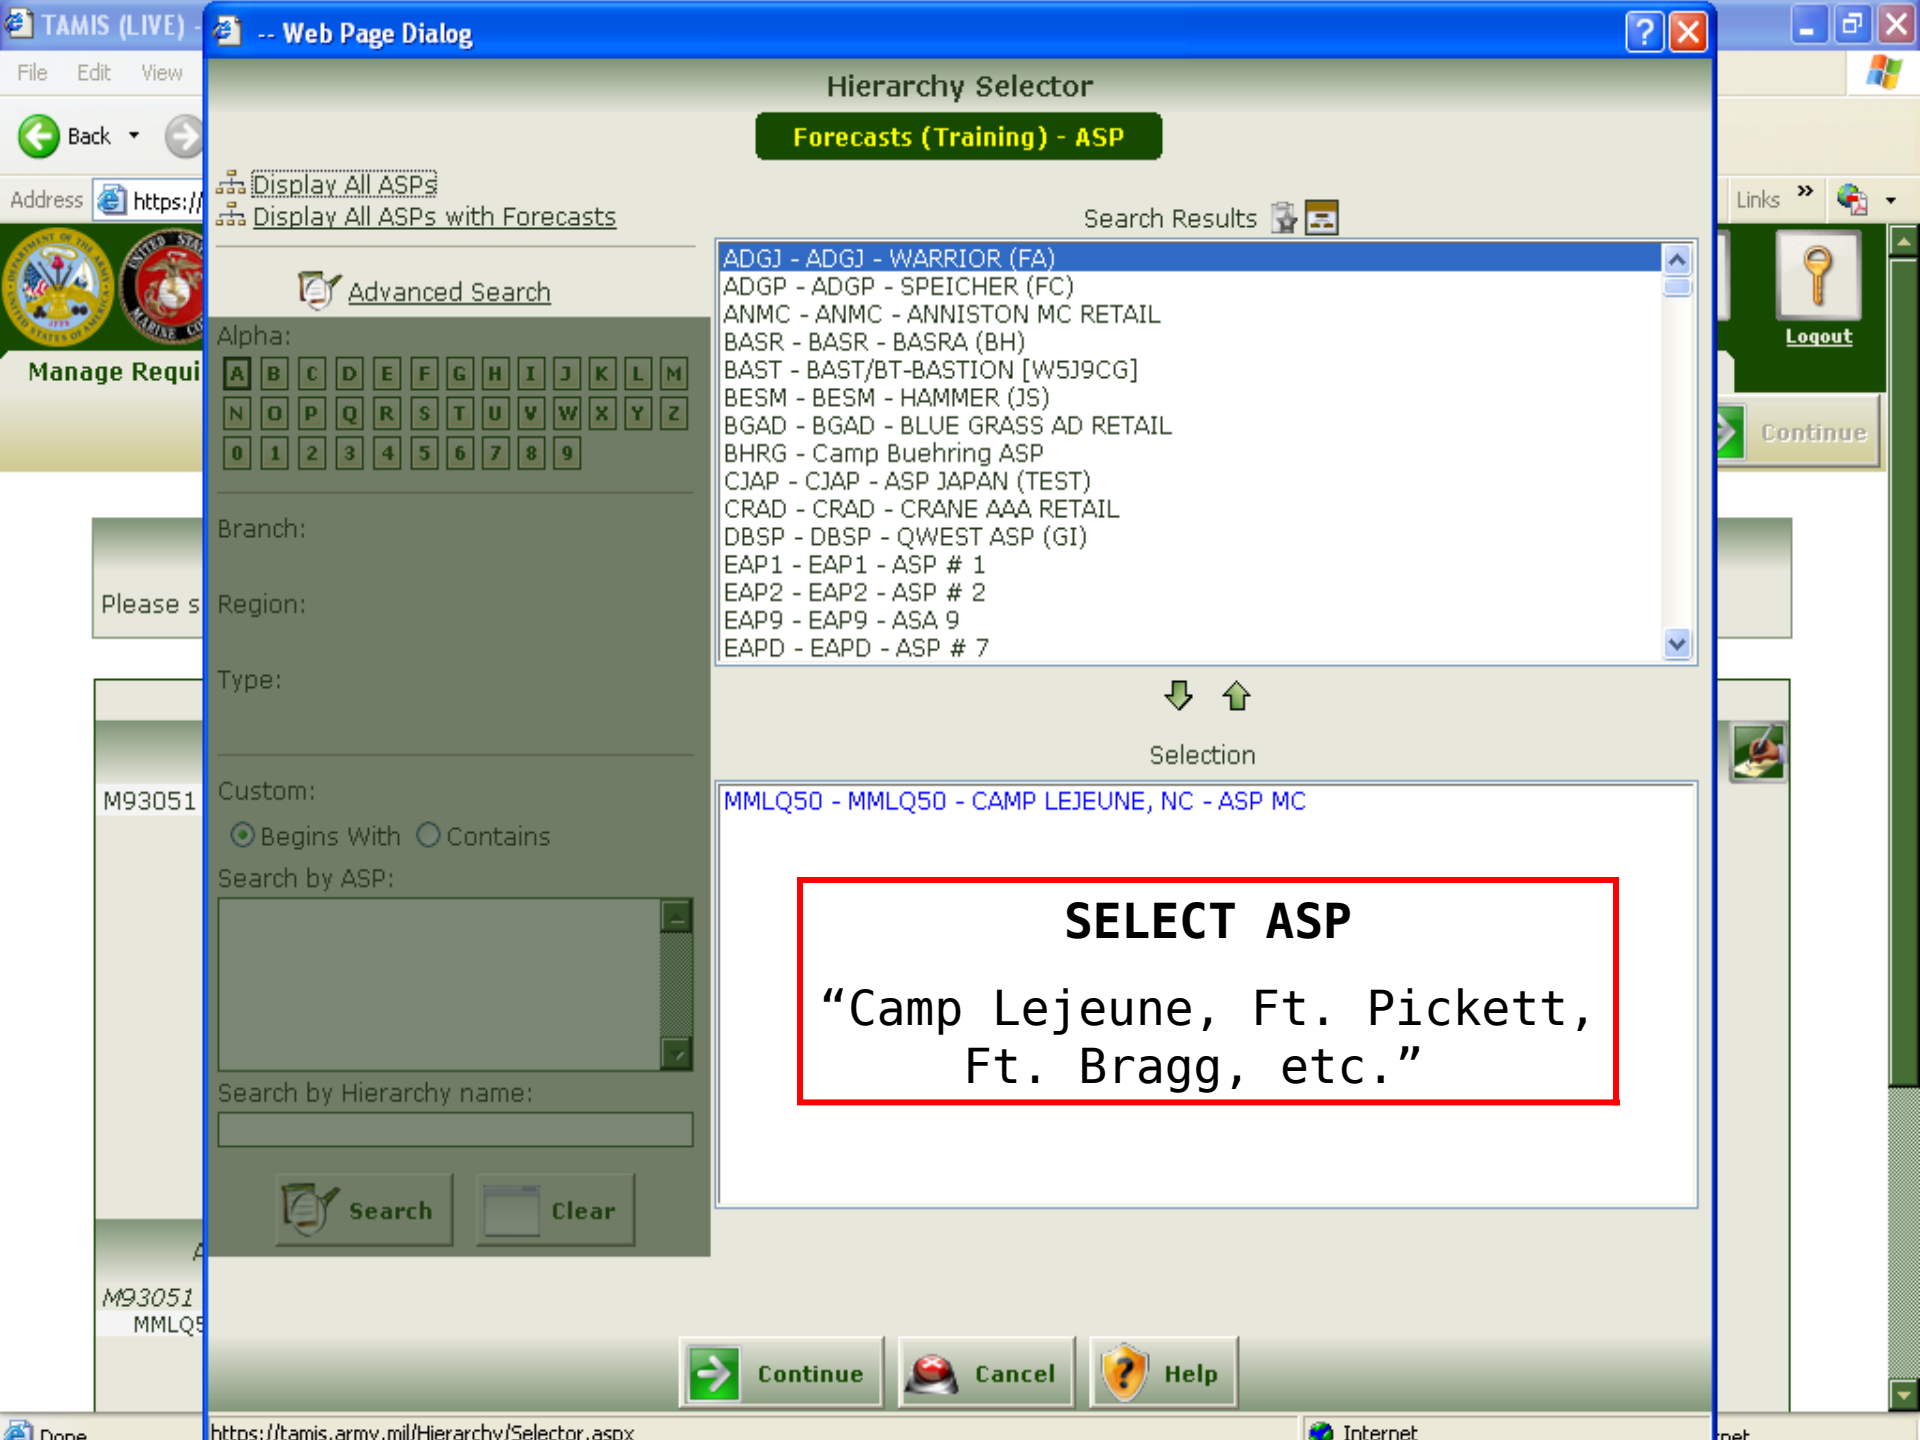 TAMIS (LIVE) -
-- Web Page Dialog
File Edit View
Hierarchy Selector
Back
Forecasts (Training) - ASP
Address https://
Links »
Display All ASPs
Display All ASPs with Forecasts
Search Results
Advanced Search
Logout
Manage Requi
Continue
Alpha:
A B C D E F G H I J K L M
N O P Q R S T U V W X Y Z
0 1 2 3 4 5 6 7 8 9
ADGJ - ADGJ - WARRIOR (FA)
ADGP - ADGP - SPEICHER (FC)
ANMC - ANMC - ANNISTON MC RETAIL
BASR - BASR - BASRA (BH)
BAST - BAST/BT-BASTION [W5J9CG]
BESM - BESM - HAMMER (JS)
BGAD - BGAD - BLUE GRASS AD RETAIL
BHRG - Camp Buehring ASP
CJAP - CJAP - ASP JAPAN (TEST)
CRAD - CRAD - CRANE AAA RETAIL
DBSP - DBSP - QWEST ASP (GI)
EAP1 - EAP1 - ASP # 1
EAP2 - EAP2 - ASP # 2
EAP9 - EAP9 - ASA 9
EAPD - EAPD - ASP # 7
Branch:
Please s
Region:
Type:
Selection
M93051
Custom:
Begins With Contains
MMLQ50 - MMLQ50 - CAMP LEJEUNE, NC - ASP MC
Search by ASP:
SELECT ASP
“Camp Lejeune, Ft. Pickett,
Ft. Bragg, etc.”
Search by Hierarchy name:
Search Clear
M93051
MMLQ5
Continue Cancel Help
Done
https://tamis.army.mil/Hierarchy/Selector.aspx
Internet
rnet